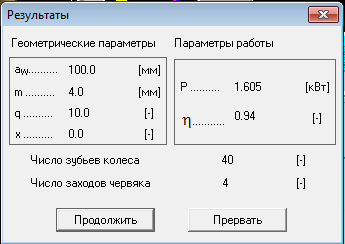 Результаты
Геометрические параметры
Параметры работы
aw.......... 100.0 [мм]
m .......... 4.0 [мм]
q .......... 10.0 [-]
x .......... 0.0 [-]
P .......... 1.605 [кВт]
η........... 0.94 [-]
Число зубьев колеса 40 [-]
Число заходов червяка 4 [-]
Продолжить
Прервать